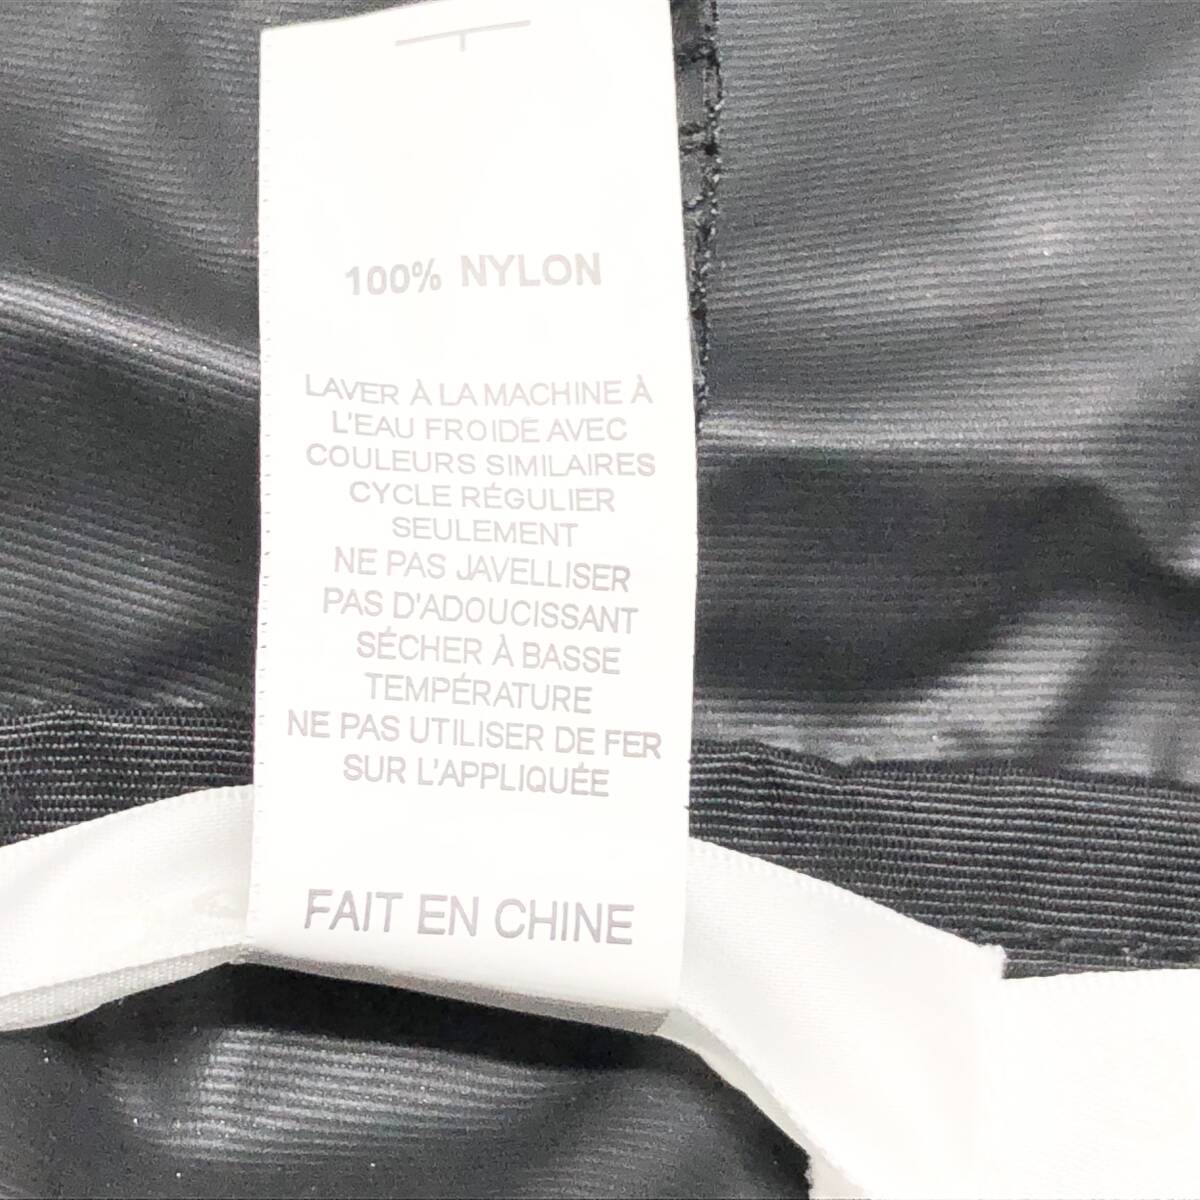 100% NYLON
LAVER À LA MACHINE À
L'EAU FROIDE AVEC
COULEURS SIMILAIRES
CYCLE RÉGULIER
SEULEMENT
NE PAS JAVELLISER
PAS D'ADOUCISSANT
SÉCHER À BASSE
TEMPÉRATURE
NE PAS UTILISER DE FER
SUR L'APPLIQUÉE
FAIT EN CHINE